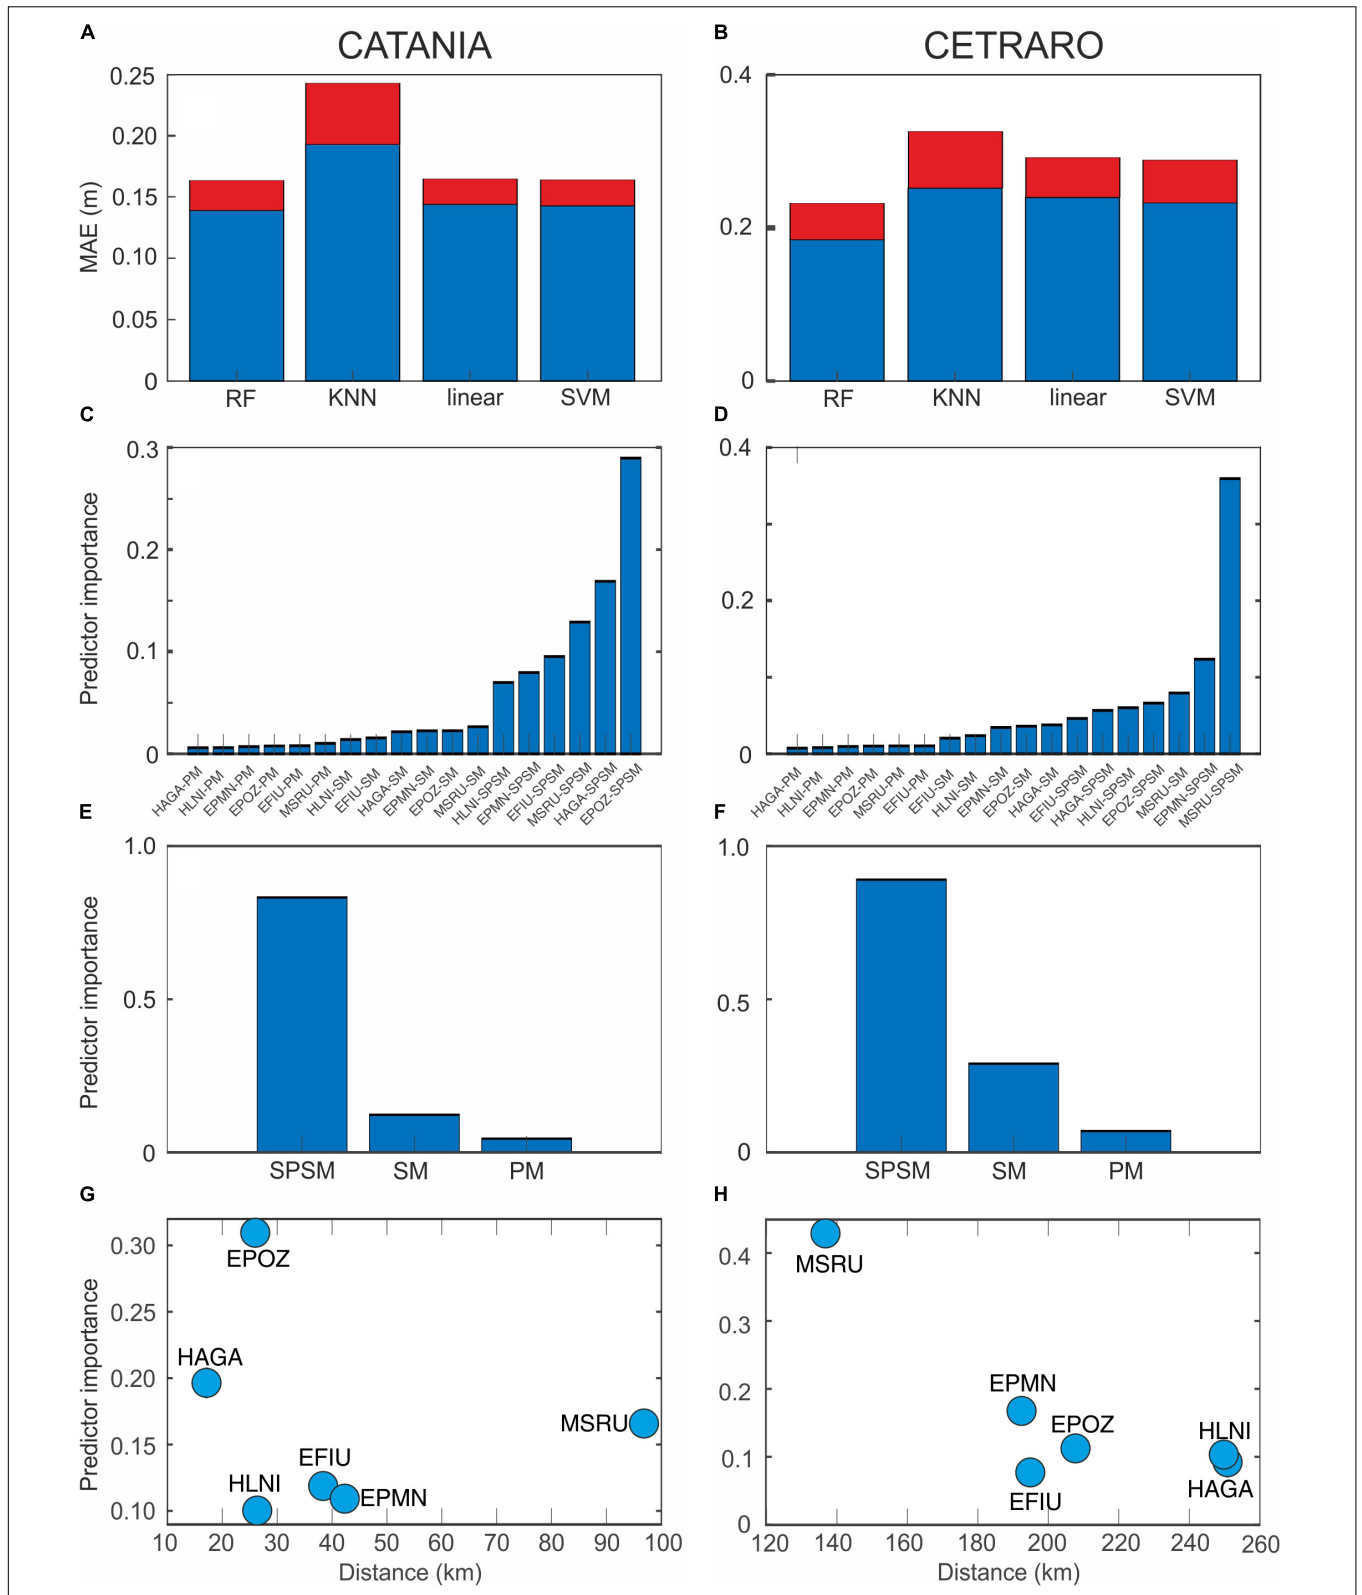 A
CATANIA
B
CETRARO
0.25
0.20
0.15
0.10
0.05
0
MAE (m)
RF
KNN
linear
SVM
0.4
0.2
0
RF
KNN
linear
SVM
C
0.3
0.2
0.1
0
Predictor importance
HAGA-PM
HLNI-PM
EPMN-PM
EPOZ-PM
EFIU-PM
MSRU-PM
HLNI-SM
EFIU-SM
HAGA-SM
EPMN-SM
EPOZ-SM
MSRU-SM
HLNI-SPSM
EPMN-SPSM
EFIU-SPSM
MSRU-SPSM
HAGA-SPSM
EPOZ-SPSM
D
0.4
0.2
0
HAGA-PM
HLNI-PM
EPMN-PM
EPOZ-PM
MSRU-PM
EFIU-PM
EFIU-SM
HLNI-SM
EPMN-SM
EPOZ-SM
HAGA-SM
EFIU-SPSM
HAGA-SPSM
HLNI-SPSM
EPOZ-SPSM
MSRU-SM
EPMN-SPSM
MSRU-SPSM
E
1.0
0.5
0
Predictor importance
SPSM
SM
PM
F
1.0
0.5
0
SPSM
SM
PM
G
0.30
0.25
0.20
0.15
0.10
Predictor importance
EPOZ
HAGA
MSRU
EFIU
HLNI
EPMN
10 20 30 40 50 60 70 80 90 100
Distance (km)
H
0.4
0.3
0.2
0.1
0
MSRU
EPMN
EPOZ
HLNI
EFIU
HAGA
120 140 160 180 200 220 240 260
Distance (km)